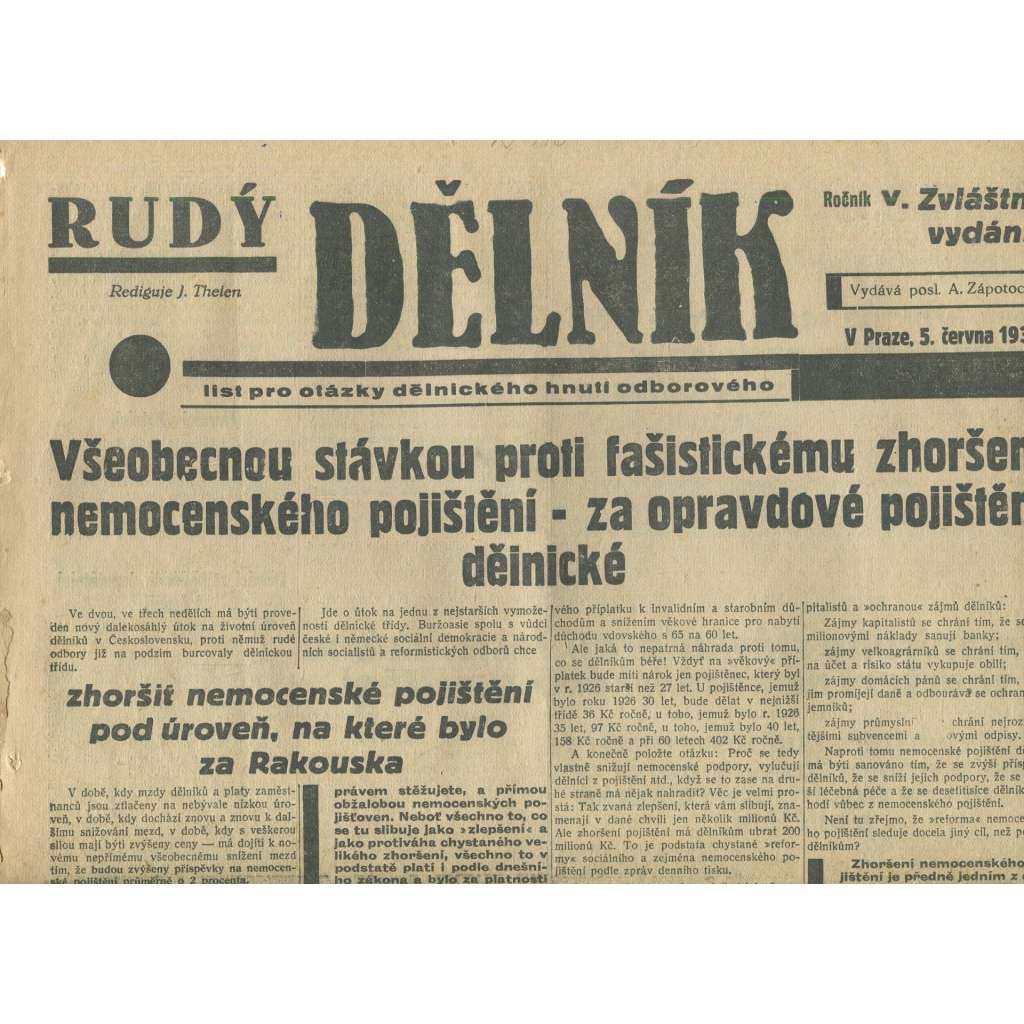 RUDÝ
DĚLNÍK
Rediguje J. Thelen
Ročník V. Zvláštn
vydán
Vydává posl. A. Zápotoc
V Praze, 5. června 193
list pro otázky dělnického hnutí odborového
Všeobecnou stávkou proti fašistickému zhoršen
nemocenského pojištění - za opravdové pojištěn
dělnické
Ve dvou, ve třech nedělích má býti prove-
den nový dalekosáhlý útok na životní úroveň
dělníků v Československu, proti němuž rudé
odbory již na podzim burcovaly dělnickou
třídu.
Jde o útok na jednu z nejstarších vymože-
ností dělnické třídy. Buržoasie spolu s vůdci
české i německé sociální demokracie a národ-
ních socialistů a reformistických odborů chce
zhoršit nemocenské pojištění
pod úroveň, na které bylo
za Rakouska
V době, kdy mzdy dělníků a platy zaměst-
nanců jsou ztlačeny na nebývale nízkou úro-
veň, v době, kdy dochází znovu a znovu k dal-
šímu snižování mezd, v době, kdy s veškerou
silou mají býti zvýšeny ceny — má dojíti k no-
vému nepřímému všeobecnému snížení mezd
tím, že budou zvýšeny příspěvky na nemocen-
ské pojištění průměrně o 2 procenta.
právem stěžujete, a přímou
obžalobou nemocenských po-
jišťoven. Neboť všechno to, co
se tu slibuje jako »zlepšení« a
jako protiváha chystaného ve-
likého zhoršení, všechno to v
podstatě platí i podle dnešní-
ho zákona a bylo za platnosti
vého příplatku k invalidním a starobním dů-
chodům a snížením věkové hranice pro nabytí
důchodu vdovského s 65 na 60 let.
Ale jaká to nepatrná náhrada proti tomu,
co se dělníkům béře! Vždyť na »věkový« pří-
platek bude míti nárok jen pojištěnec, který byl
v r. 1926 starší než 27 let. U pojištěnce, jemuž
bylo roku 1926 30 let, bude dělat v nejnižší
třídě 36 Kč ročně, u toho, jemuž bylo r. 1926
35 let, 97 Kč ročně, u toho, jemuž bylo 40 let,
158 Kč ročně a při 60 letech 402 Kč ročně.
A konečně položte otázku: Proč se tedy
vlastně snižují nemocenské podpory, vylučují
dělníci z pojištění atd., když se to zase na dru-
hé straně má nějak nahradit? Věc je velmi pro-
stá: Tak zvaná zlepšení, která vám slibují, zna-
menají v dané chvíli jen několik milionů Kč.
Ale zhoršení pojištění má dělníkům ubrat 200
milionů Kč. To je podstata chystané »refor-
my« sociálního a zejména nemocenského po-
jištění podle zpráv denního tisku.
pitalistů a »ochranou« zájmů dělníků:
Zájmy kapitalistů se chrání tím, že s
milionovými náklady sanují banky;
zájmy velkoagrárníků se chrání tím,
na účet a risiko státu vykupuje obilí;
zájmy domácích pánů se chrání tím,
jim promíjejí daně a odbourává se ochran
jemníků;
zájmy průmyslní chrání nejroz
tějšími subvencemi a ovými odpisy.
Naproti tomu nemocenské pojištění dě
má býti sanováno tím, že se zvýší přísp
dělníků, že se sníží jejich podpory, že se
ší léčebná péče a že se desetitisíce dělník
hodí vůbec z nemocenského pojištění.
Není tu zřejmo, že »reforma« nemocen
ho pojištění sleduje docela jiný cíl, než po
dělníkům?
Zhoršení nemocenského
jištění je předně jedním z